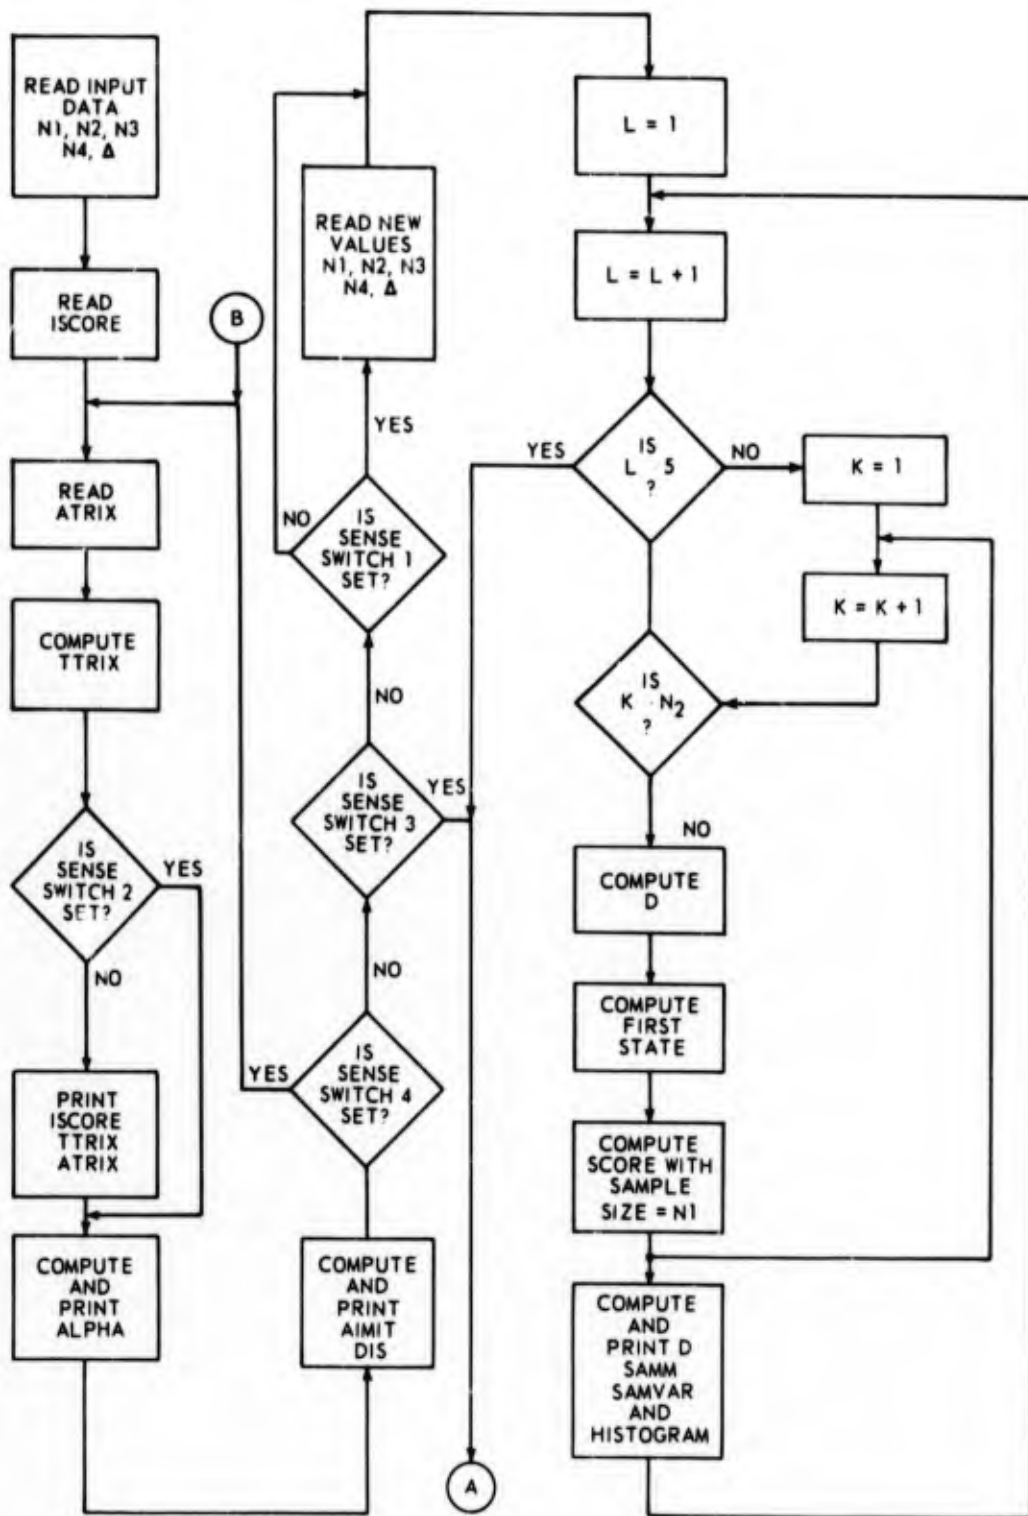 READ INPUT
DATA
N1, N2, N3
N4, Δ
READ
ISCORE
B
READ
ATRIX
COMPUTE
TTRIX
IS
SENSE
SWITCH 2
SET?
YES
NO
PRINT
ISCORE
TTRIX
ATRIX
COMPUTE
AND
PRINT
ALPHA
COMPUTE
AND
PRINT
AIMIT
DIS
IS
SENSE
SWITCH 4
SET?
YES
NO
IS
SENSE
SWITCH 3
SET?
YES
NO
IS
SENSE
SWITCH 1
SET?
NO
YES
READ NEW
VALUES
N1, N2, N3
N4, Δ
L = 1
L = L + 1
IS
L 5
?
YES
NO
K = 1
K = K + 1
IS
K N2
?
NO
COMPUTE
D
COMPUTE
FIRST
STATE
COMPUTE
SCORE WITH
SAMPLE
SIZE = N1
COMPUTE
AND
PRINT D
SAMM
SAMVAR
AND
HISTOGRAM
A